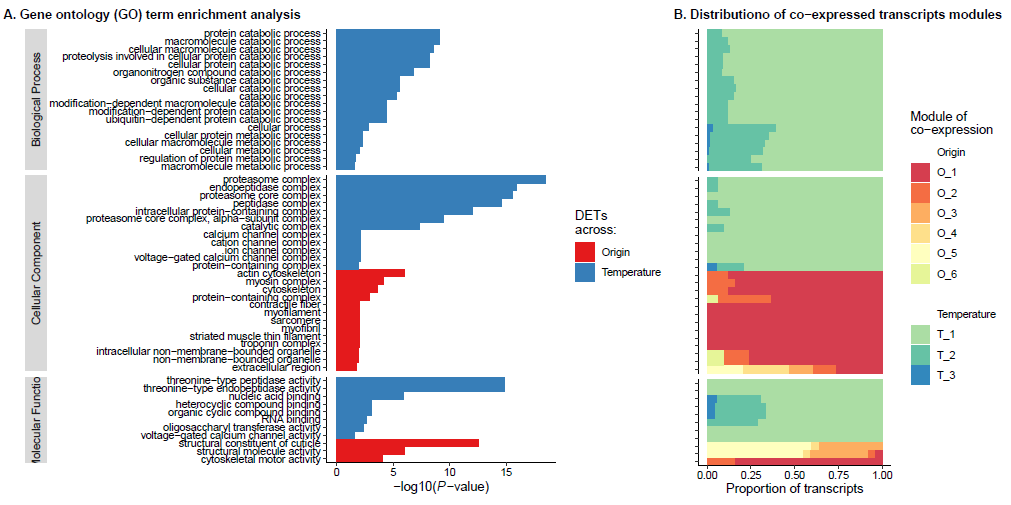 A. Gene ontology (GO) term enrichment analysis
B. Distributiono of co−expressed transcripts modules
Biological Process
protein catabolic process
macromolecule catabolic process
cellular macromolecule catabolic process
proteolysis involved in cellular protein catabolic process
cellular protein catabolic process
organonitrogen compound catabolic process
organic substance catabolic process
cellular catabolic process
catabolic process
modification−dependent macromolecule catabolic process
modification−dependent protein catabolic process
ubiquitin−dependent protein catabolic process
cellular process
cellular protein metabolic process
cellular macromolecule metabolic process
cellular metabolic process
regulation of protein metabolic process
macromolecule metabolic process
Cellular Component
proteasome complex
endopeptidase complex
proteasome core complex
peptidase complex
intracellular protein−containing complex
proteasome core complex, alpha−subunit complex
catalytic complex
calcium channel complex
cation channel complex
ion channel complex
voltage−gated calcium channel complex
protein−containing complex
actin cytoskeleton
myosin complex
cytoskeleton
protein−containing complex
contractile fiber
myofilament
sarcomere
myofibril
striated muscle thin filament
troponin complex
intracellular non−membrane−bounded organelle
non−membrane−bounded organelle
extracellular region
Molecular Functio
threonine−type peptidase activity
threonine−type endopeptidase activity
nucleic acid binding
heterocyclic compound binding
organic cyclic compound binding
RNA binding
oligosaccharyl transferase activity
voltage−gated calcium channel activity
structural constituent of cuticle
structural molecule activity
cytoskeletal motor activity
0 5 10 15
−log10(P−value)
DETs
across:
Origin
Temperature
0.00 0.25 0.50 0.75 1.00
Proportion of transcripts
Module of
co−expression
Origin
O_1
O_2
O_3
O_4
O_5
O_6
Temperature
T_1
T_2
T_3